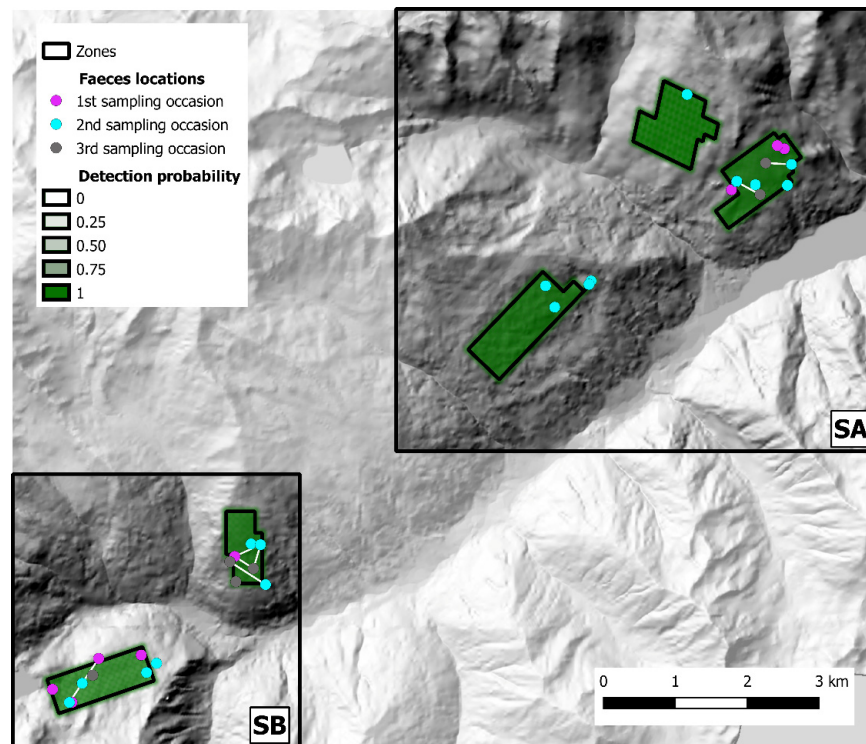 Zones
Faeces locations
1st sampling occasion
2nd sampling occasion
3rd sampling occasion
Detection probability
0
0.25
0.50
0.75
1
SA
SB
0 1 2 3 km